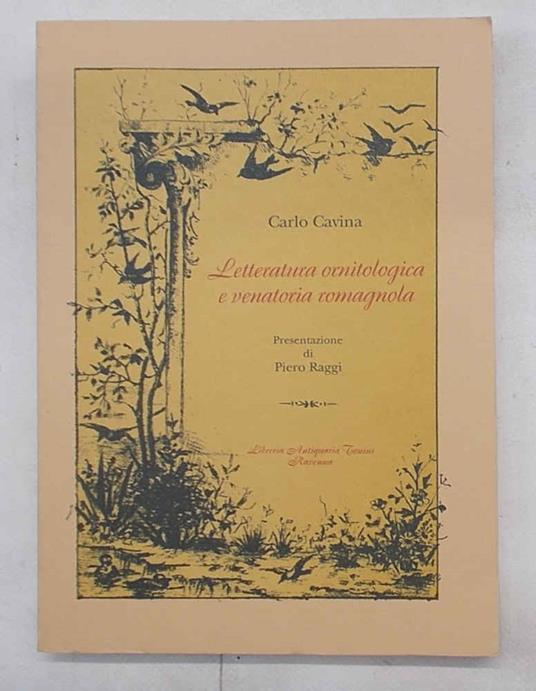 Carlo Cavina
Letteratura ornitologica
e venatoria romagnola
Presentazione
di
Piero Raggi
Libreria Antiquaria Tonini
Ravenna